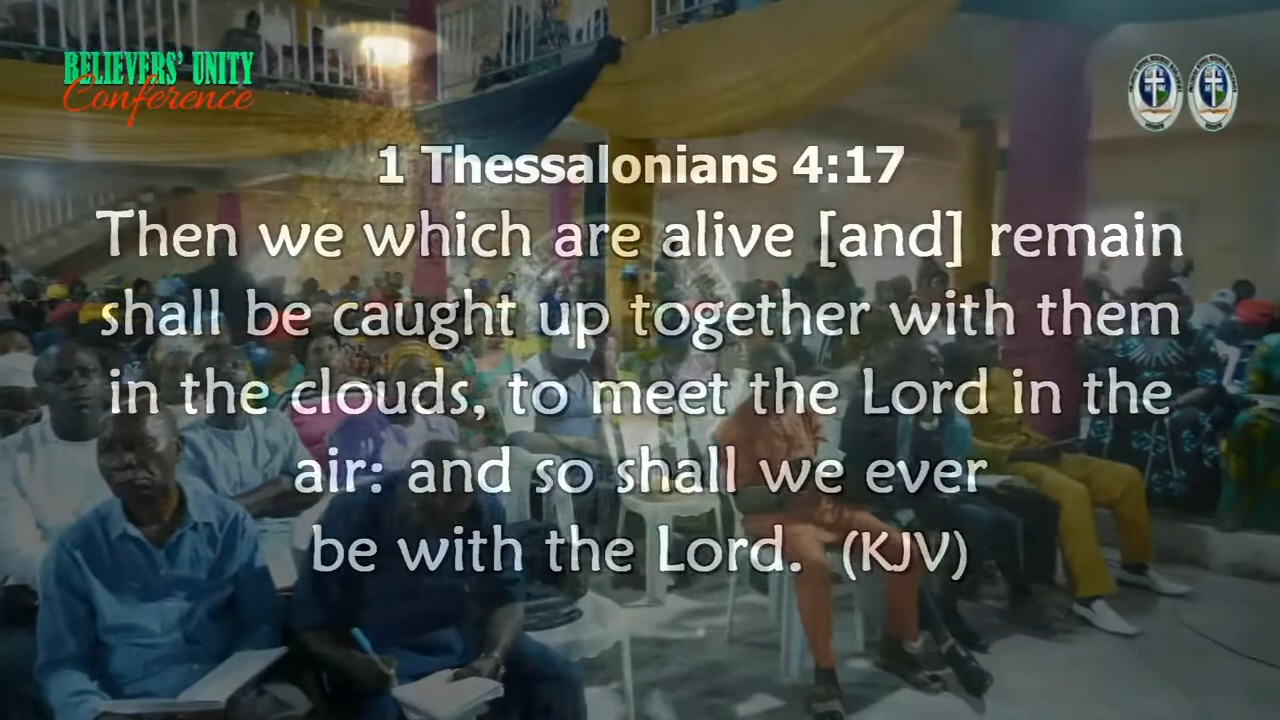 BELIEVERS' UNITY
Conference
1 Thessalonians 4:17
Then we which are alive [and] remain
shall be caught up together with them
in the clouds, to meet the Lord in the
air: and so shall we ever
be with the Lord. (KJV)